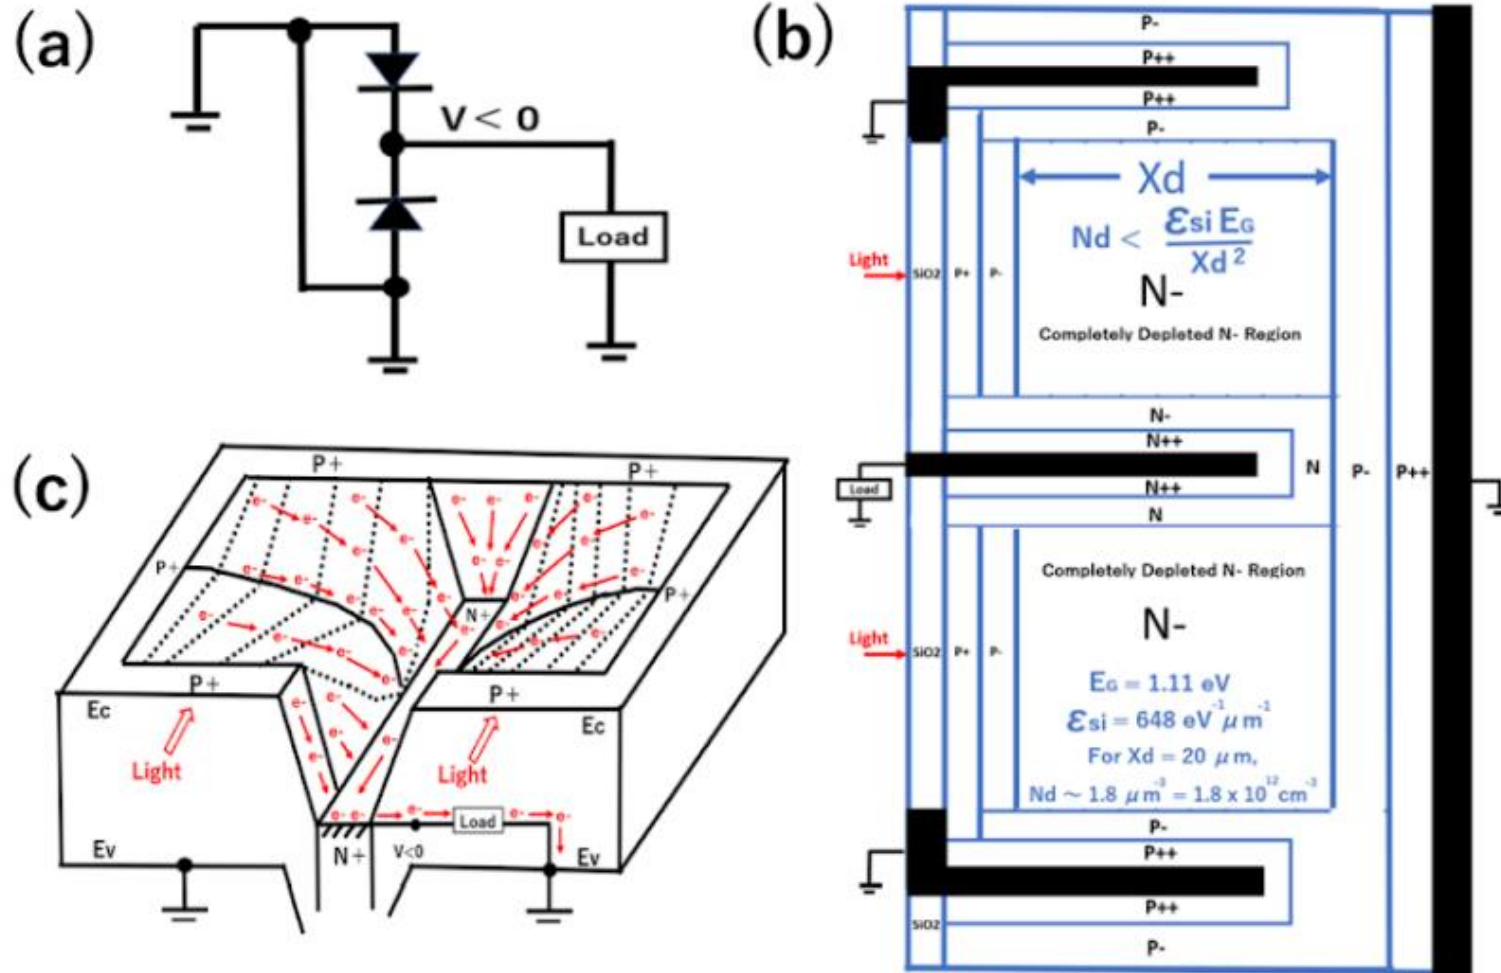 (a)
V < 0
Load
(b)
P-
P++
P++
P-
Xd
Nd < εsi EG / Xd²
Light
SiO2
P+
P-
N-
Completely Depleted N- Region
N-
N++
Load
N
P-
P++
N++
N
Completely Depleted N- Region
N-
Light
SiO2
P+
P-
EG = 1.11 eV
εsi = 648 eV⁻¹ μm⁻¹
For Xd = 20 μm,
Nd ~ 1.8 μm⁻³ = 1.8 x 10¹² cm⁻³
P-
P++
P++
SiO2
P-
(c)
P+
P+
e-
e-
e-
e-
e-
e-
e-
e-
e-
e-
e-
e-
e-
P+
e-
e-
e-
e-
e-
e-
e-
P+
N+
e-
e-
e-
e-
e-
e-
e-
e-
P+
P+
Ec
Ec
e-
e-
e-
e-
e-
e-
Light
Light
e- e-
e-
Load
e-
e-
Ev
N+
V<0
Ev